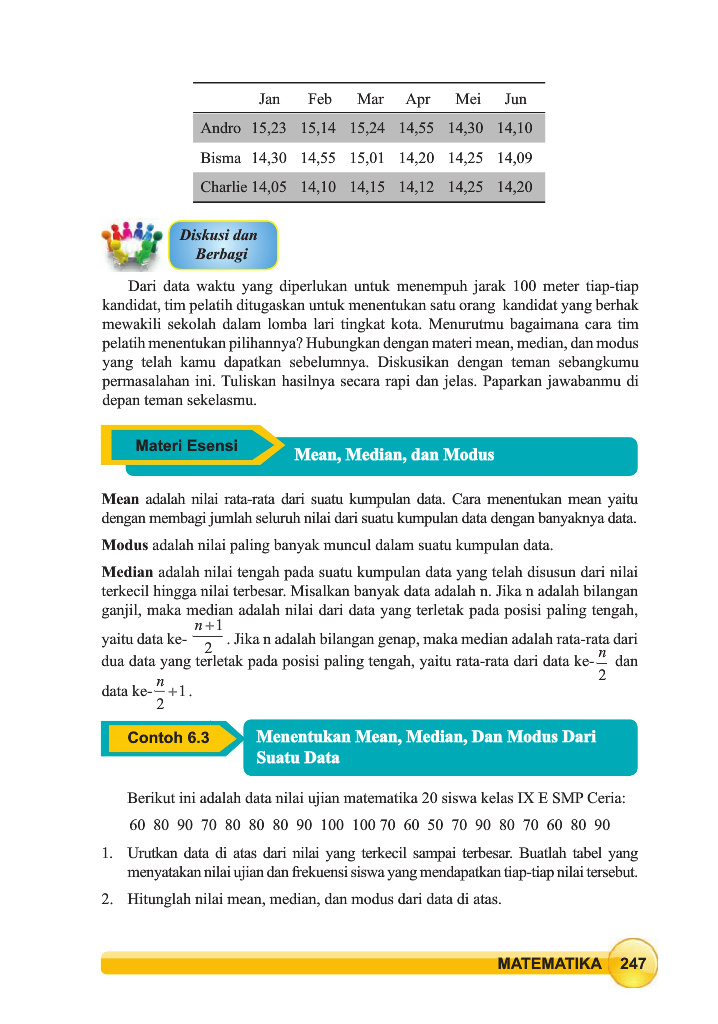 Jan Feb Mar Apr Mei Jun
Andro 15,23 15,14 15,24 14,55 14,30 14,10
Bisma 14,30 14,55 15,01 14,20 14,25 14,09
Charlie 14,05 14,10 14,15 14,12 14,25 14,20
Diskusi dan
Berbagi
Dari data waktu yang diperlukan untuk menempuh jarak 100 meter tiap-tiap
kandidat, tim pelatih ditugaskan untuk menentukan satu orang kandidat yang berhak
mewakili sekolah dalam lomba lari tingkat kota. Menurutmu bagaimana cara tim
pelatih menentukan pilihannya? Hubungkan dengan materi mean, median, dan modus
yang telah kamu dapatkan sebelumnya. Diskusikan dengan teman sebangkumu
permasalahan ini. Tuliskan hasilnya secara rapi dan jelas. Paparkan jawabanmu di
depan teman sekelasmu.
Materi Esensi
Mean, Median, dan Modus
Mean adalah nilai rata-rata dari suatu kumpulan data. Cara menentukan mean yaitu
dengan membagi jumlah seluruh nilai dari suatu kumpulan data dengan banyaknya data.
Modus adalah nilai paling banyak muncul dalam suatu kumpulan data.
Median adalah nilai tengah pada suatu kumpulan data yang telah disusun dari nilai
terkecil hingga nilai terbesar. Misalkan banyak data adalah n. Jika n adalah bilangan
ganjil, maka median adalah nilai dari data yang terletak pada posisi paling tengah,
yaitu data ke- (n+1)/2 . Jika n adalah bilangan genap, maka median adalah rata-rata dari
dua data yang terletak pada posisi paling tengah, yaitu rata-rata dari data ke- n/2 dan
data ke- n/2 +1 .
Contoh 6.3
Menentukan Mean, Median, Dan Modus Dari
Suatu Data
Berikut ini adalah data nilai ujian matematika 20 siswa kelas IX E SMP Ceria:
60 80 90 70 80 80 80 90 100 100 70 60 50 70 90 80 70 60 80 90
1. Urutkan data di atas dari nilai yang terkecil sampai terbesar. Buatlah tabel yang
menyatakan nilai ujian dan frekuensi siswa yang mendapatkan tiap-tiap nilai tersebut.
2. Hitunglah nilai mean, median, dan modus dari data di atas.
MATEMATIKA 247